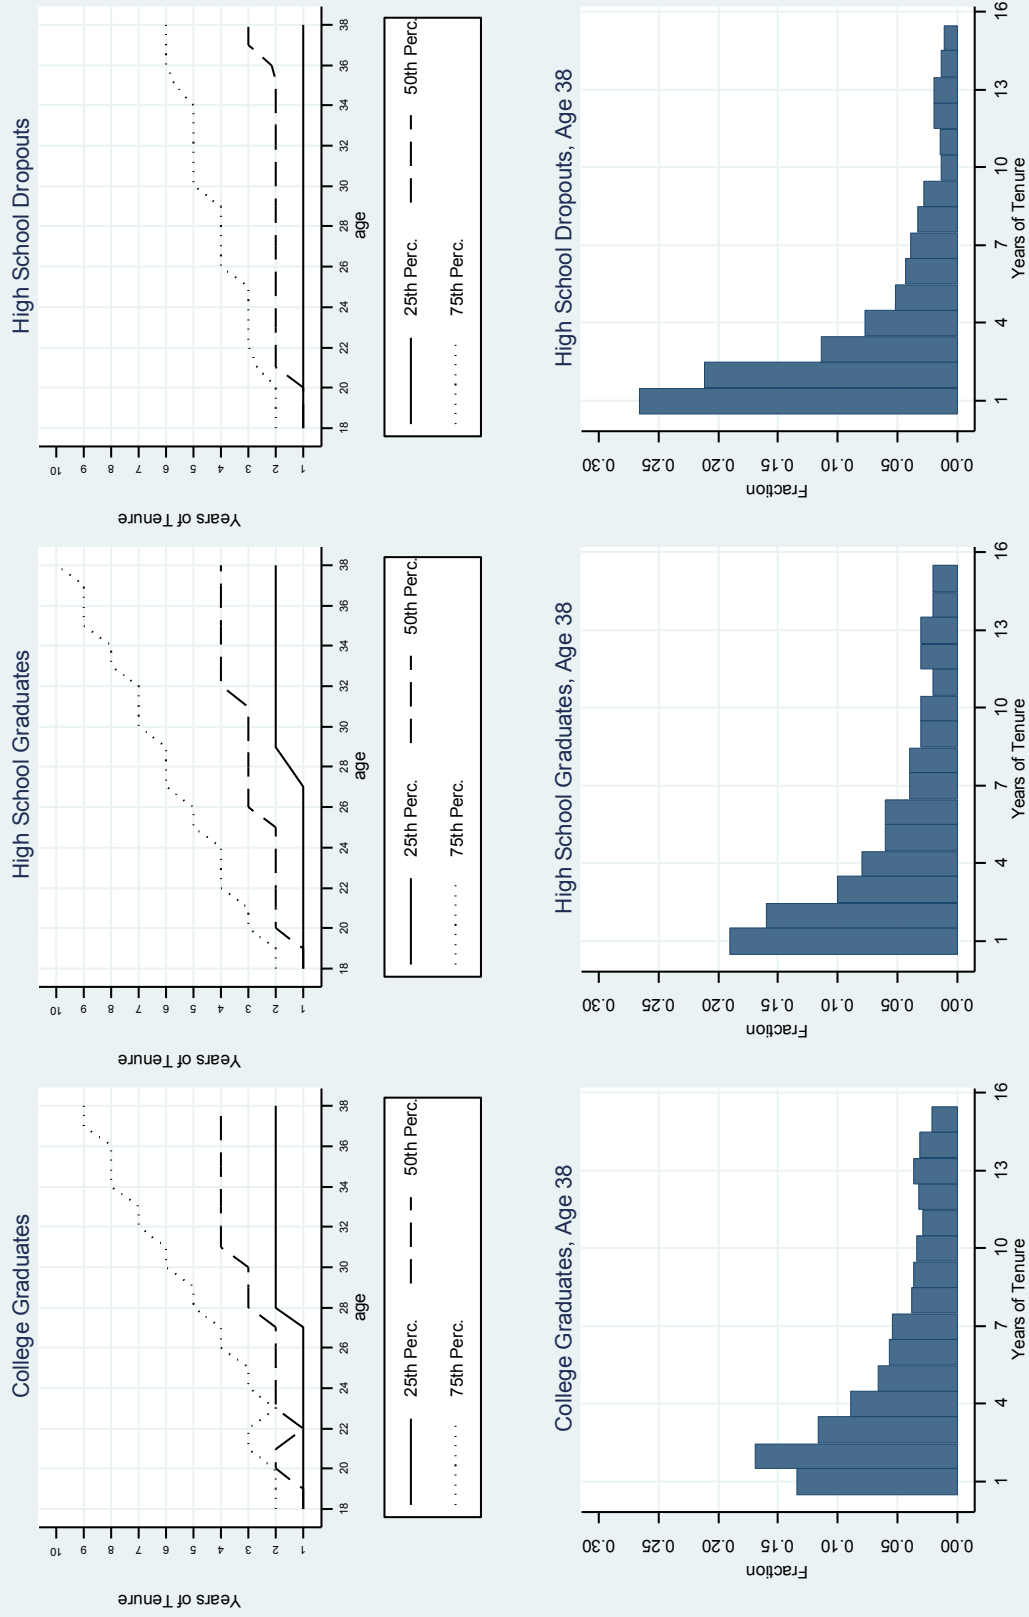 College Graduates
Years of Tenure
10
9
8
7
6
5
4
3
2
1
18 20 22 24 26 28 30 32 34 36 38
age
25th Perc. 50th Perc.
75th Perc.
High School Graduates
Years of Tenure
10
9
8
7
6
5
4
3
2
1
18 20 22 24 26 28 30 32 34 36 38
age
25th Perc. 50th Perc.
75th Perc.
High School Dropouts
Years of Tenure
10
9
8
7
6
5
4
3
2
1
18 20 22 24 26 28 30 32 34 36 38
age
25th Perc. 50th Perc.
75th Perc.
College Graduates, Age 38
Fraction
0.30
0.25
0.20
0.15
0.10
0.05
0.00
1 4 7 10 13 16
Years of Tenure
High School Graduates, Age 38
Fraction
0.30
0.25
0.20
0.15
0.10
0.05
0.00
1 4 7 10 13 16
Years of Tenure
High School Dropouts, Age 38
Fraction
0.30
0.25
0.20
0.15
0.10
0.05
0.00
1 4 7 10 13 16
Years of Tenure